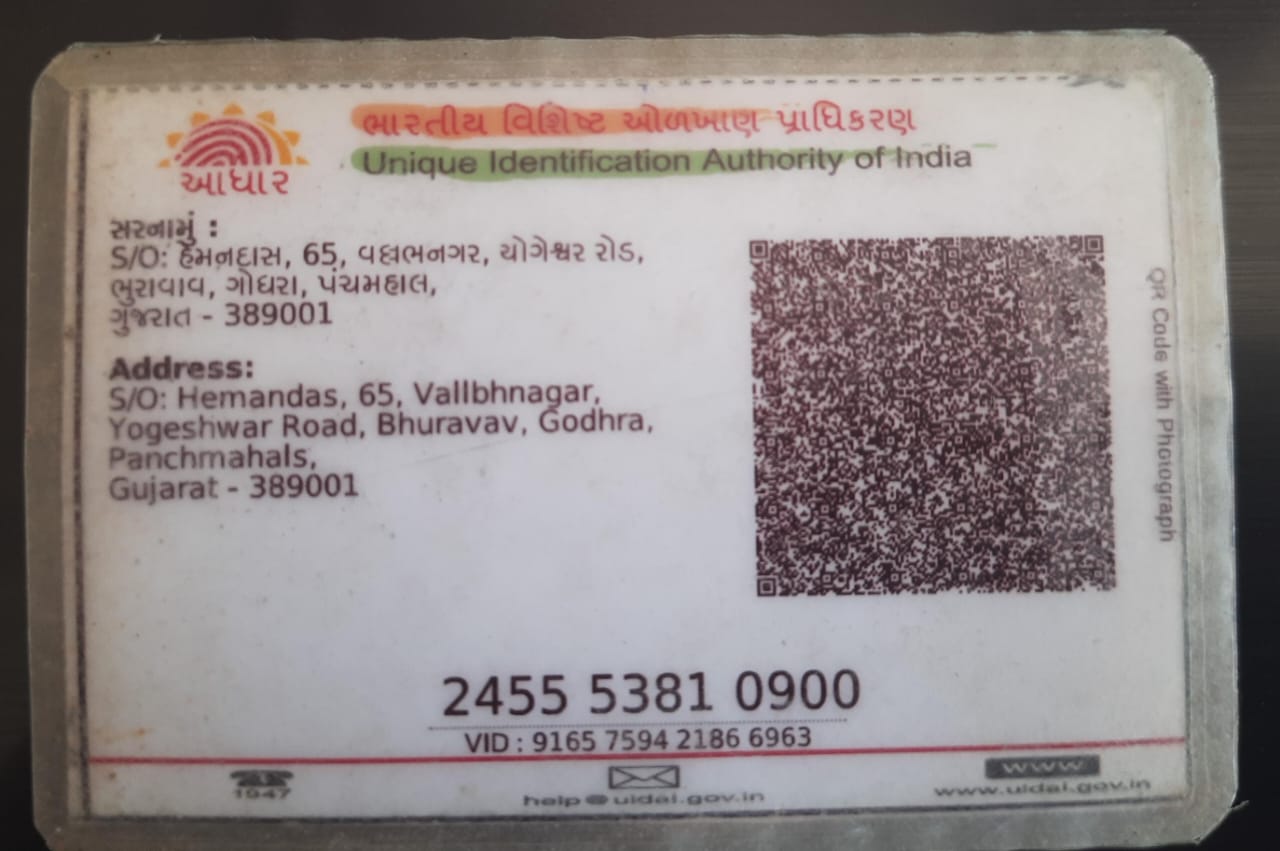 ભારતીય વિશિષ્ટ ઓળખાણ પ્રાધિકરણ
Unique Identification Authority of India
આધાર
સરનામું :
S/O: હેમનદાસ, 65, વલ્લભનગર, યોગેશ્વર રોડ,
ભુરાવાવ, ગોધરા, પંચમહાલ,
ગુજરાત - 389001
Address:
S/O: Hemandas, 65, Vallbhnagar,
Yogeshwar Road, Bhuravav, Godhra,
Panchmahals,
Gujarat - 389001
QR Code with Photograph
2455 5381 0900
VID : 9165 7594 2186 6963
1947
help@uidai.gov.in
www
www.uidai.gov.in